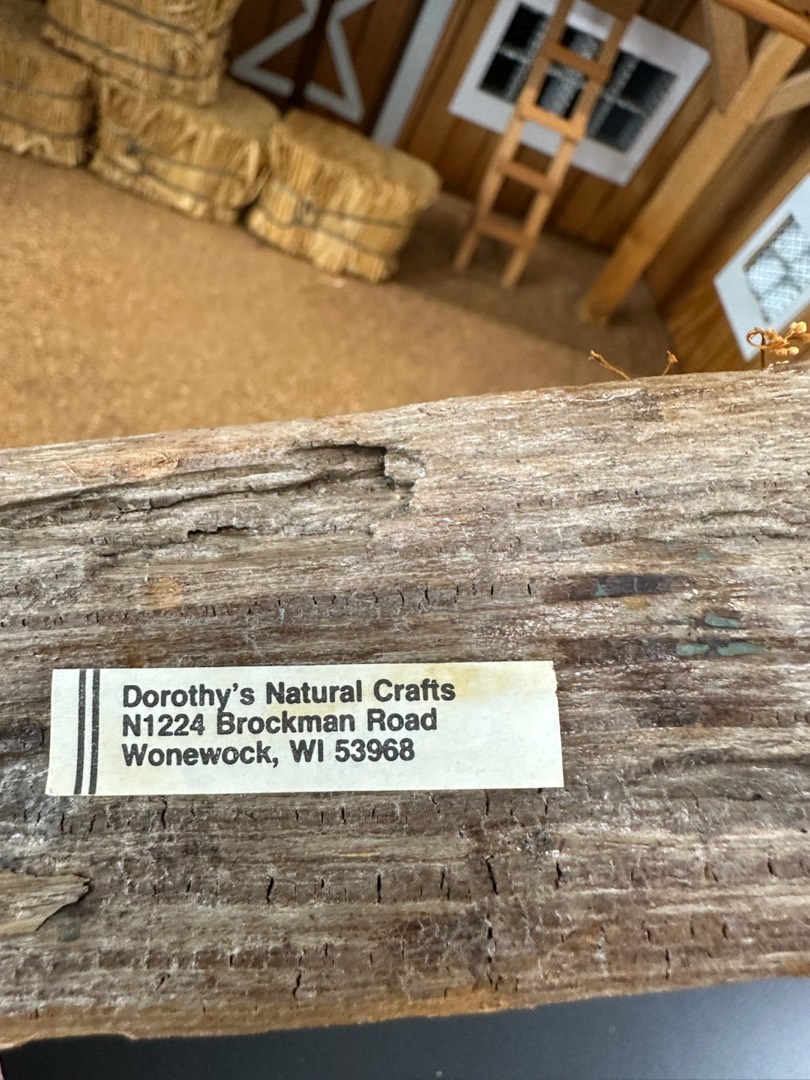 Dorothy's Natural Crafts
N1224 Brockman Road
Wonewock, WI 53968